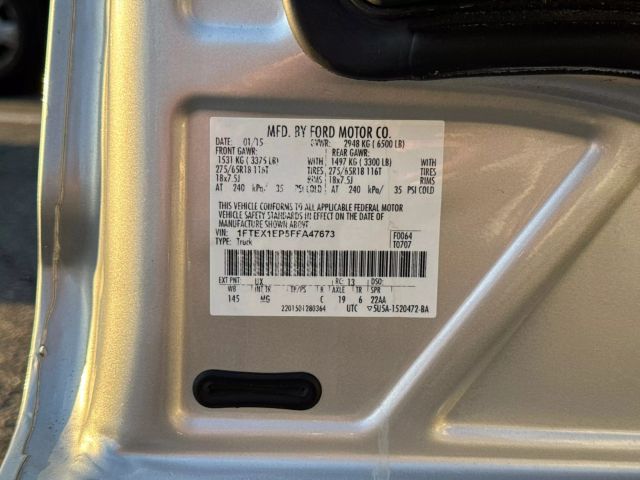 MFD. BY FORD MOTOR CO.
DATE: 01/15 GVWR: 2948 KG ( 6500 LB)
FRONT GAWR: REAR GAWR:
1531 KG ( 3375 LB) WITH 1497 KG ( 3300 LB) WITH
275/65R18 116T TIRES 275/65R18 116T TIRES
18x7.5J RIMS 18x7.5J RIMS
AT 240 kPa/ 35 PSI COLD AT 240 kPa/ 35 PSI COLD
THIS VEHICLE CONFORMS TO ALL APPLICABLE FEDERAL MOTOR
VEHICLE SAFETY STANDARDS IN EFFECT ON THE DATE OF
MANUFACTURE SHOWN ABOVE
VIN: 1FTEX1EP5FFA47673 F0064
TYPE: Truck T0707
EXT PNT: UX RC: 13 DSO:
WB INT TR TP/PS R AXLE TR SPR
145 MG C 19 6 22AA
2201501280364 UTC 5U5A-1520472-BA